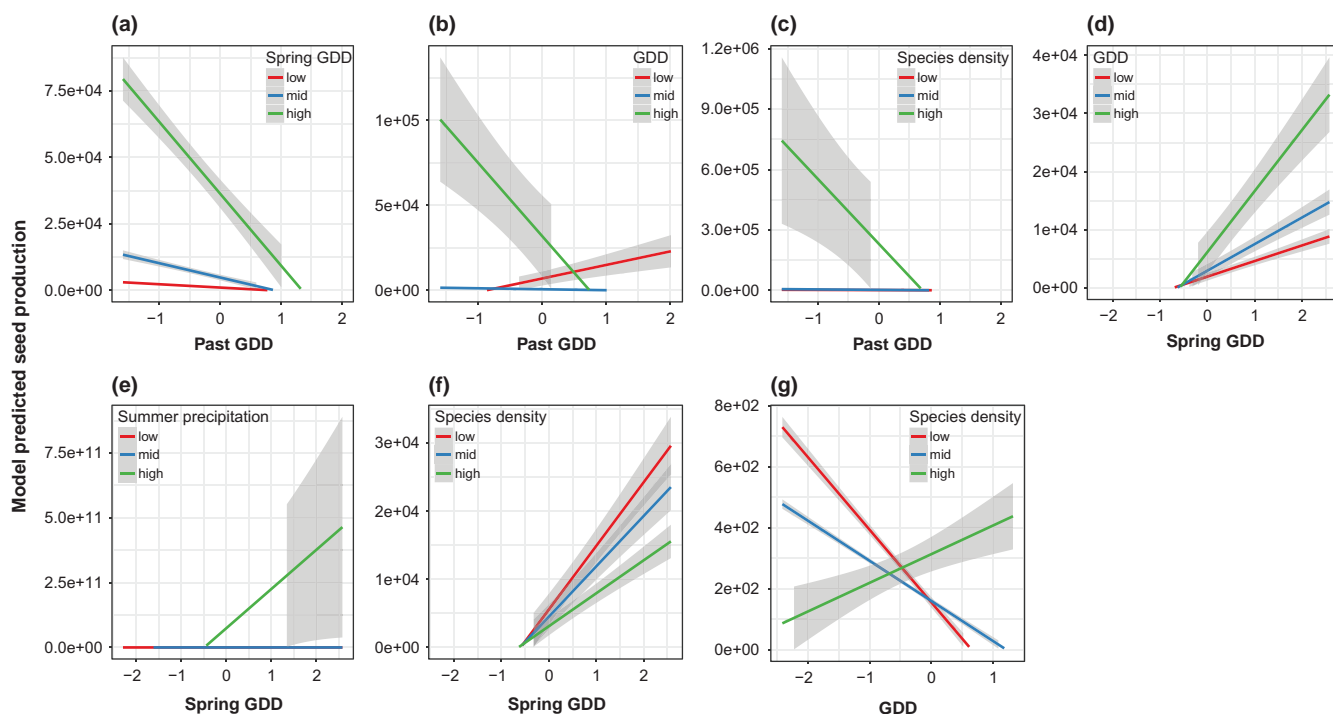 Model predicted seed production
(a)
Spring GDD
low
mid
high
7.5e+04
5.0e+04
2.5e+04
0.0e+00
−1 0 1 2
Past GDD
(b)
GDD
low
mid
high
1e+05
5e+04
0e+00
−1 0 1 2
Past GDD
(c)
Species density
low
mid
high
1.2e+06
9.0e+05
6.0e+05
3.0e+05
0.0e+00
−1 0 1 2
Past GDD
(d)
GDD
low
mid
high
4e+04
3e+04
2e+04
1e+04
0e+00
−2 −1 0 1 2
Spring GDD
(e)
Summer precipitation
low
mid
high
7.5e+11
5.0e+11
2.5e+11
0.0e+00
−2 −1 0 1 2
Spring GDD
(f)
Species density
low
mid
high
3e+04
2e+04
1e+04
0e+00
−2 −1 0 1 2
Spring GDD
(g)
Species density
low
mid
high
8e+02
6e+02
4e+02
2e+02
0e+00
−2 −1 0 1
GDD